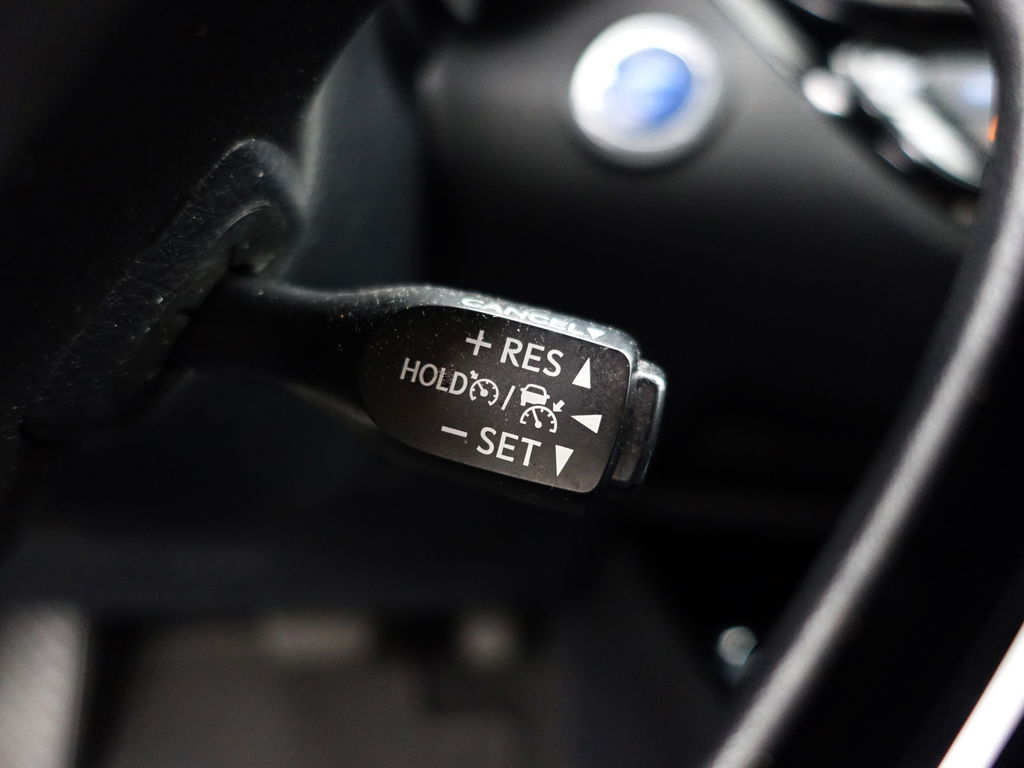 CANCEL
+ RES
HOLD /
− SET